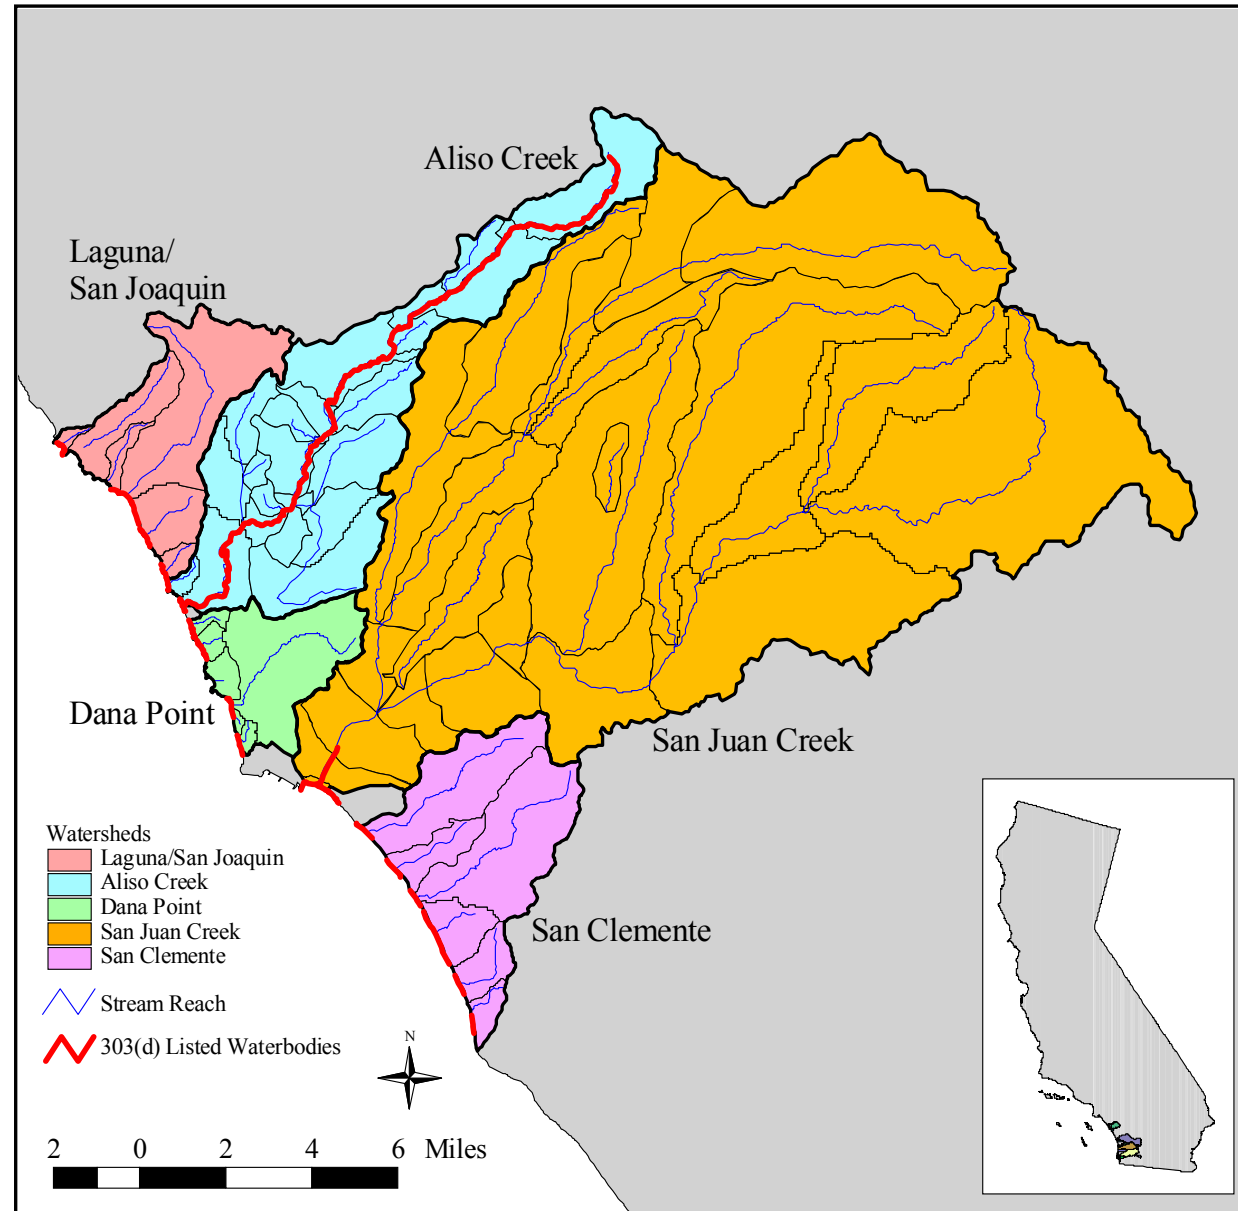 Aliso Creek
Laguna/
San Joaquin
Dana Point
San Juan Creek
San Clemente
Watersheds
Laguna/San Joaquin
Aliso Creek
Dana Point
San Juan Creek
San Clemente
Stream Reach
303(d) Listed Waterbodies
N
2 0 2 4 6 Miles